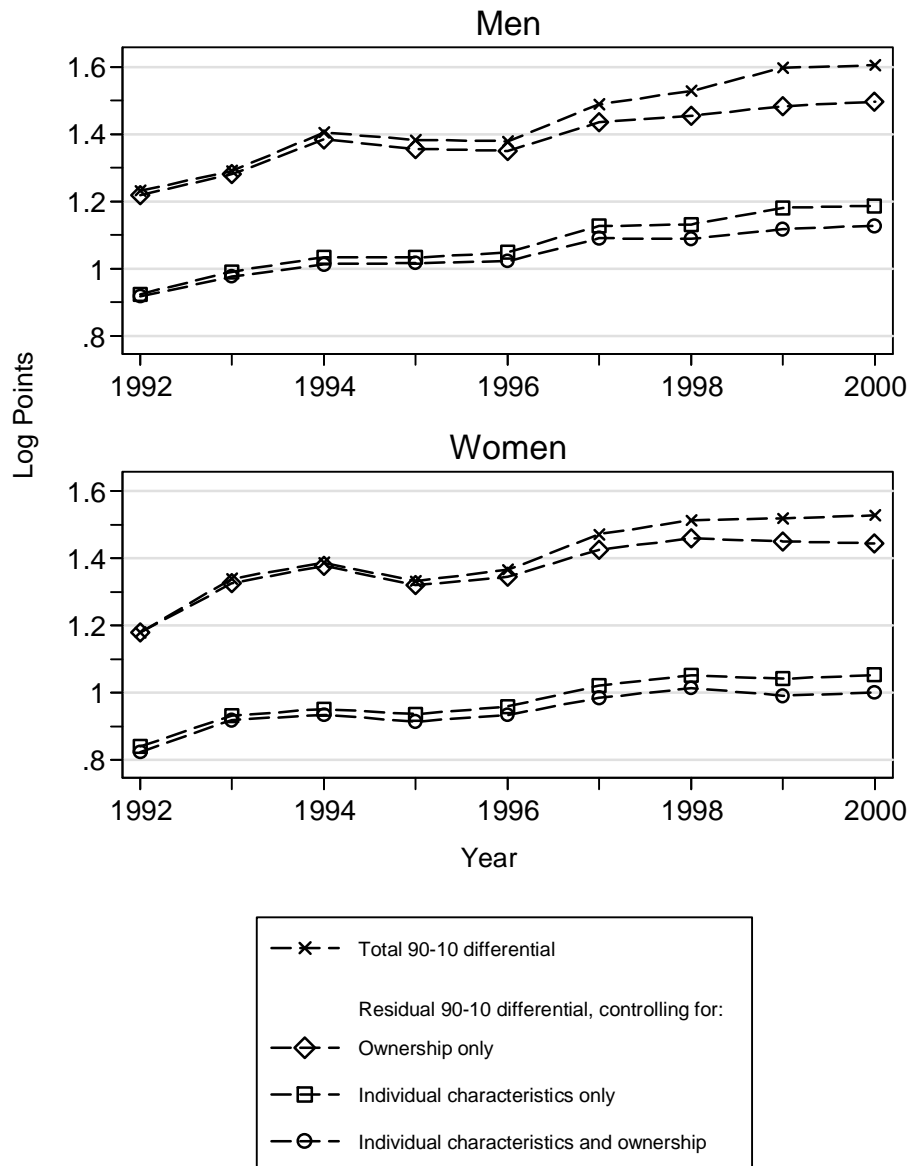 Men
1.6
1.4
1.2
1
.8
1992 1994 1996 1998 2000
Log Points
Women
1.6
1.4
1.2
1
.8
1992 1994 1996 1998 2000
Year
Total 90-10 differential
Residual 90-10 differential, controlling for:
Ownership only
Individual characteristics only
Individual characteristics and ownership